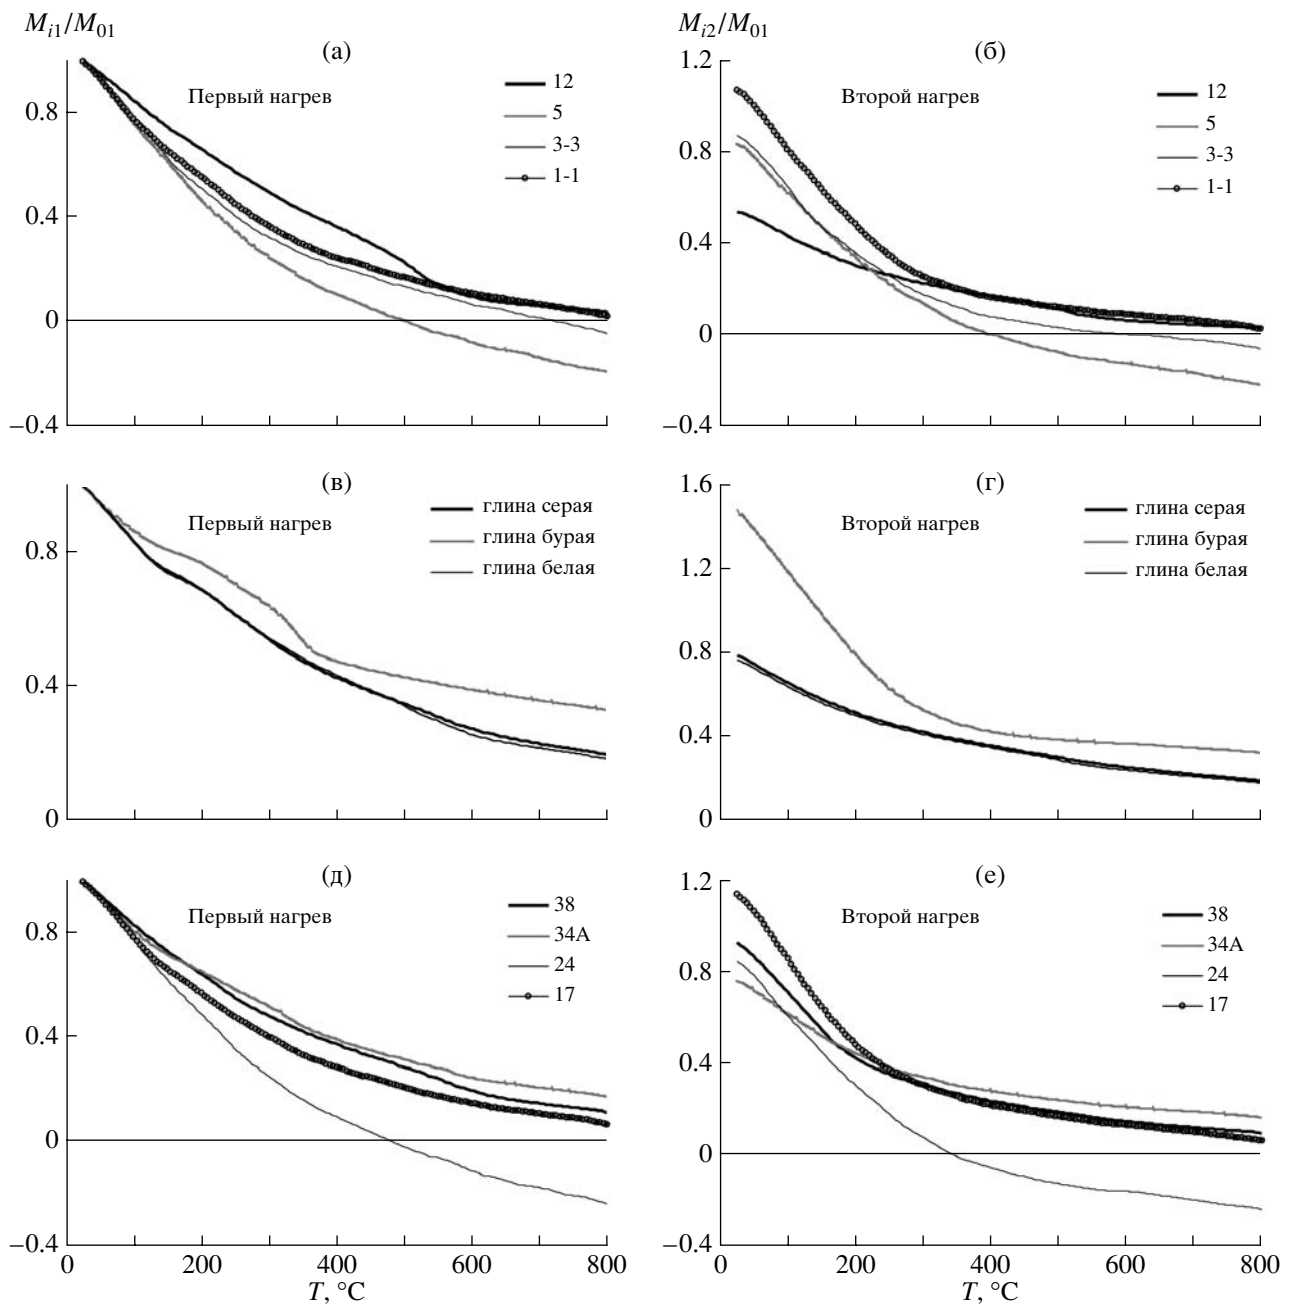 M_{i1}/M_{01}
(а)
Первый нагрев
12
5
3-3
1-1
0.8
0.4
0
−0.4
M_{i2}/M_{01}
(б)
Второй нагрев
12
5
3-3
1-1
1.2
0.8
0.4
0
−0.4
(в)
Первый нагрев
глина серая
глина бурая
глина белая
0.8
0.4
0
(г)
Второй нагрев
глина серая
глина бурая
глина белая
1.6
1.2
0.8
0.4
0
(д)
Первый нагрев
38
34А
24
17
0.8
0.4
0
−0.4
0 200 400 600 800
T, °C
(е)
Второй нагрев
38
34А
24
17
1.2
0.8
0.4
0
−0.4
0 200 400 600 800
T, °C